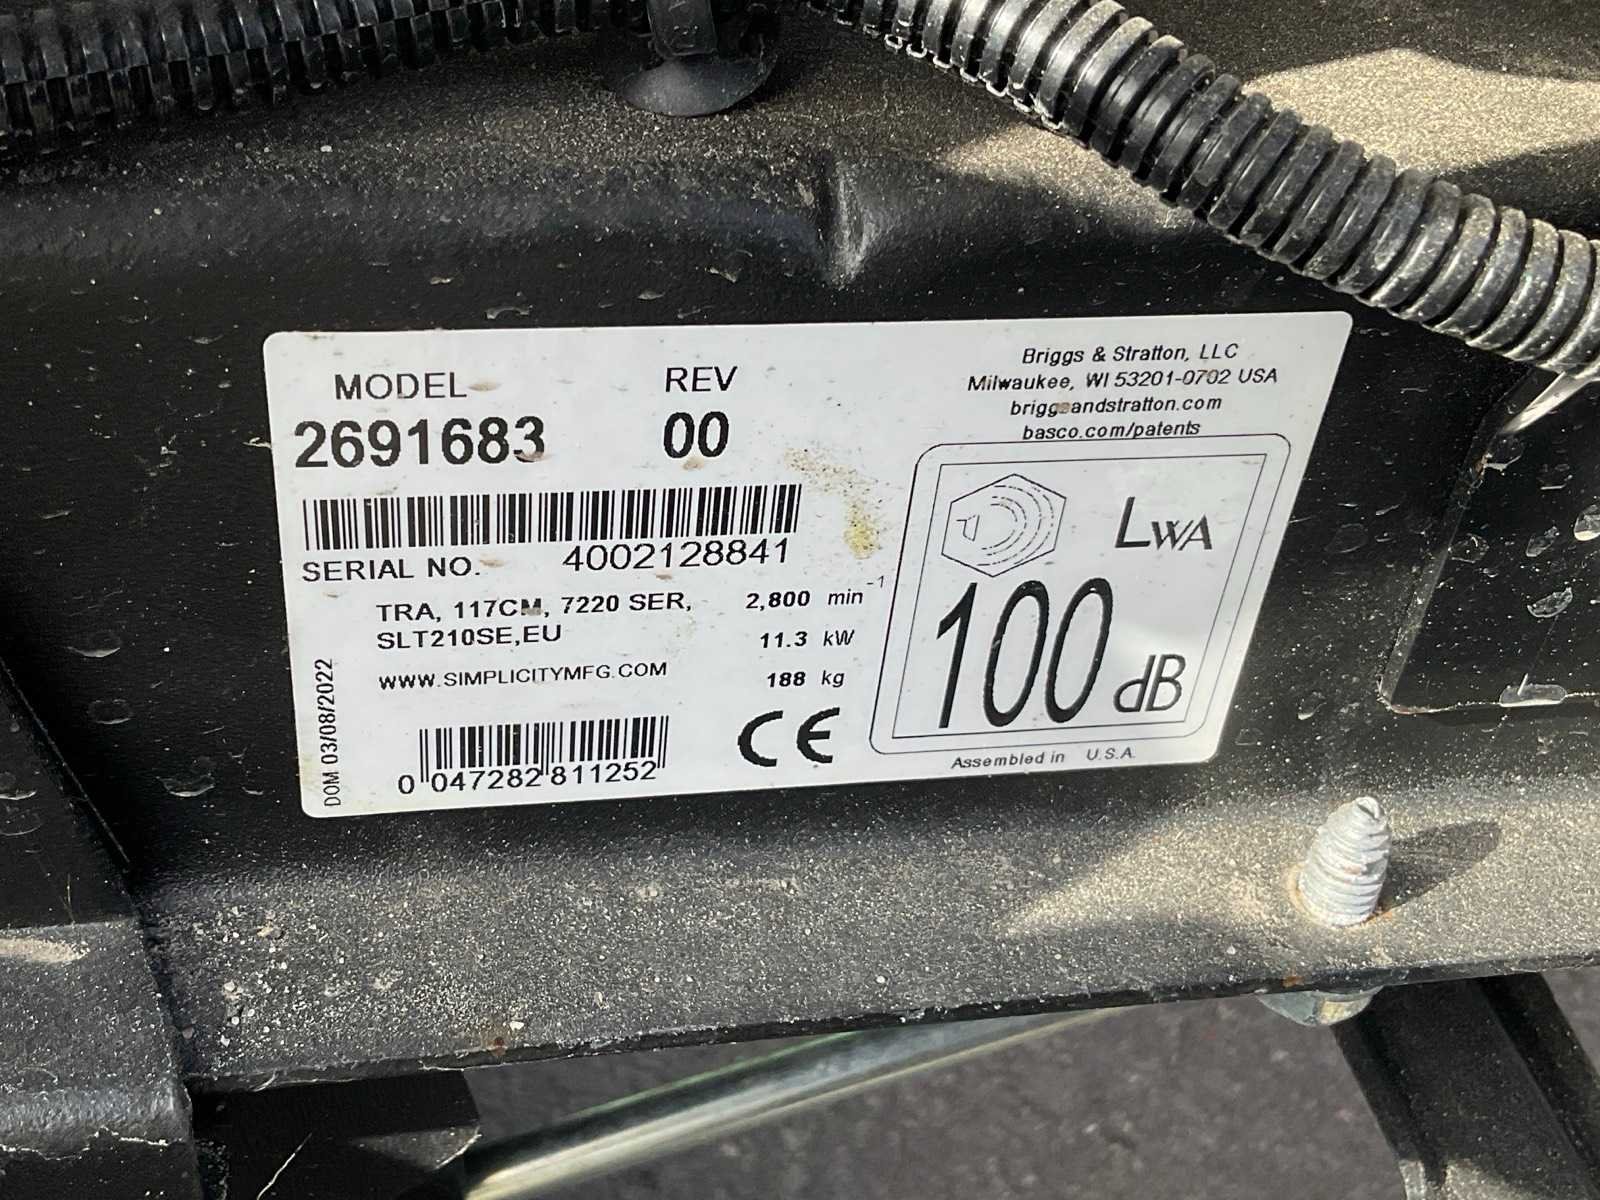 MODEL REV
2691683 00
SERIAL NO. 4002128841
TRA, 117CM, 7220 SER,
SLT210SE,EU
WWW.SIMPLICITYMFG.COM
2,800 min-1
11.3 kW
188 kg
DOM 03/08/2022
0 047282 811252
CE
Briggs & Stratton, LLC
Milwaukee, WI 53201-0702 USA
briggsandstratton.com
basco.com/patents
LWA
100 dB
Assembled in U.S.A.